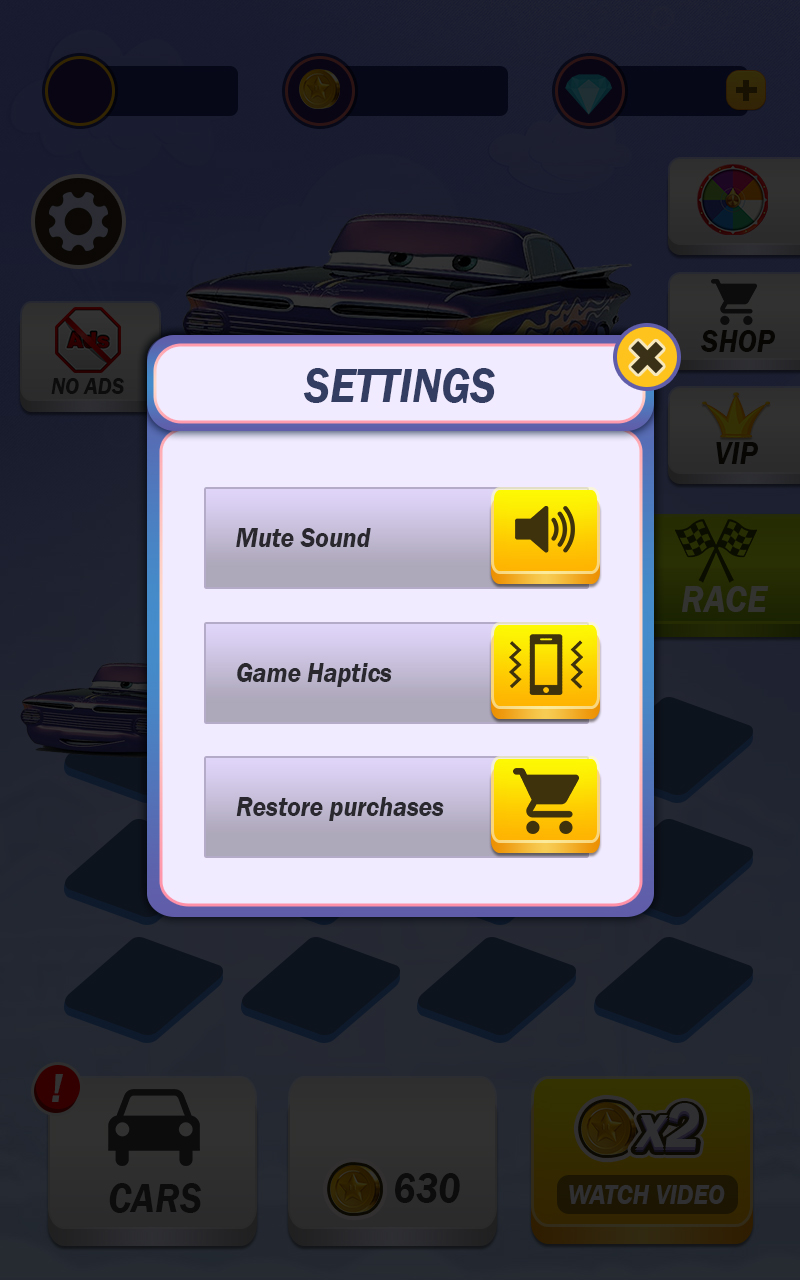 Ads
NO ADS
SHOP
VIP
RACE
SETTINGS
Mute Sound
Game Haptics
Restore purchases
!
CARS
630
x2
WATCH VIDEO